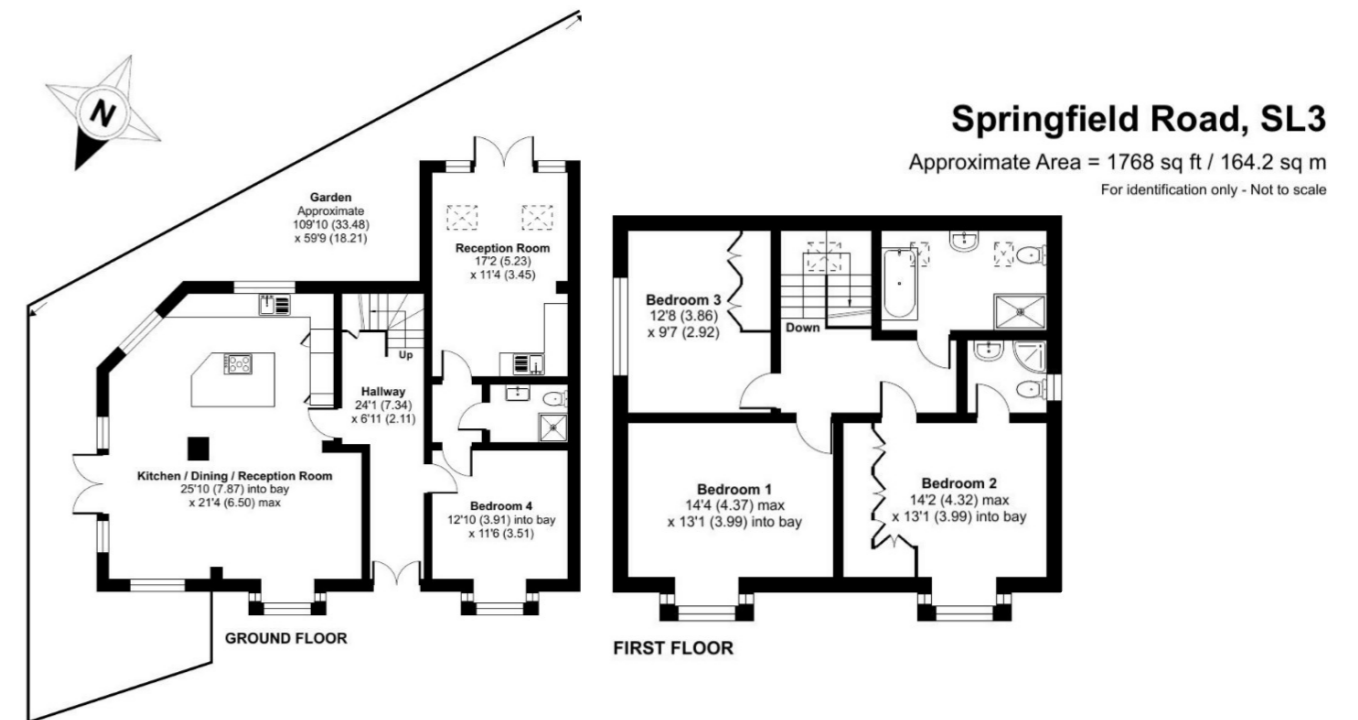 N
Springfield Road, SL3
Approximate Area = 1768 sq ft / 164.2 sq m
For identification only - Not to scale
Garden
Approximate
109'10 (33.48)
x 59'9 (18.21)
Reception Room
17'2 (5.23)
x 11'4 (3.45)
Up
Hallway
24'1 (7.34)
x 6'11 (2.11)
Kitchen / Dining / Reception Room
25'10 (7.87) into bay
x 21'4 (6.50) max
Bedroom 4
12'10 (3.91) into bay
x 11'6 (3.51)
GROUND FLOOR
Bedroom 3
12'8 (3.86)
x 9'7 (2.92)
Down
Bedroom 1
14'4 (4.37) max
x 13'1 (3.99) into bay
Bedroom 2
14'2 (4.32) max
x 13'1 (3.99) into bay
FIRST FLOOR